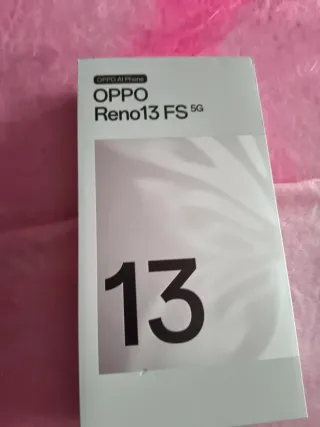 OPPO AI Phone
OPPO
Reno13 FS 5G
13